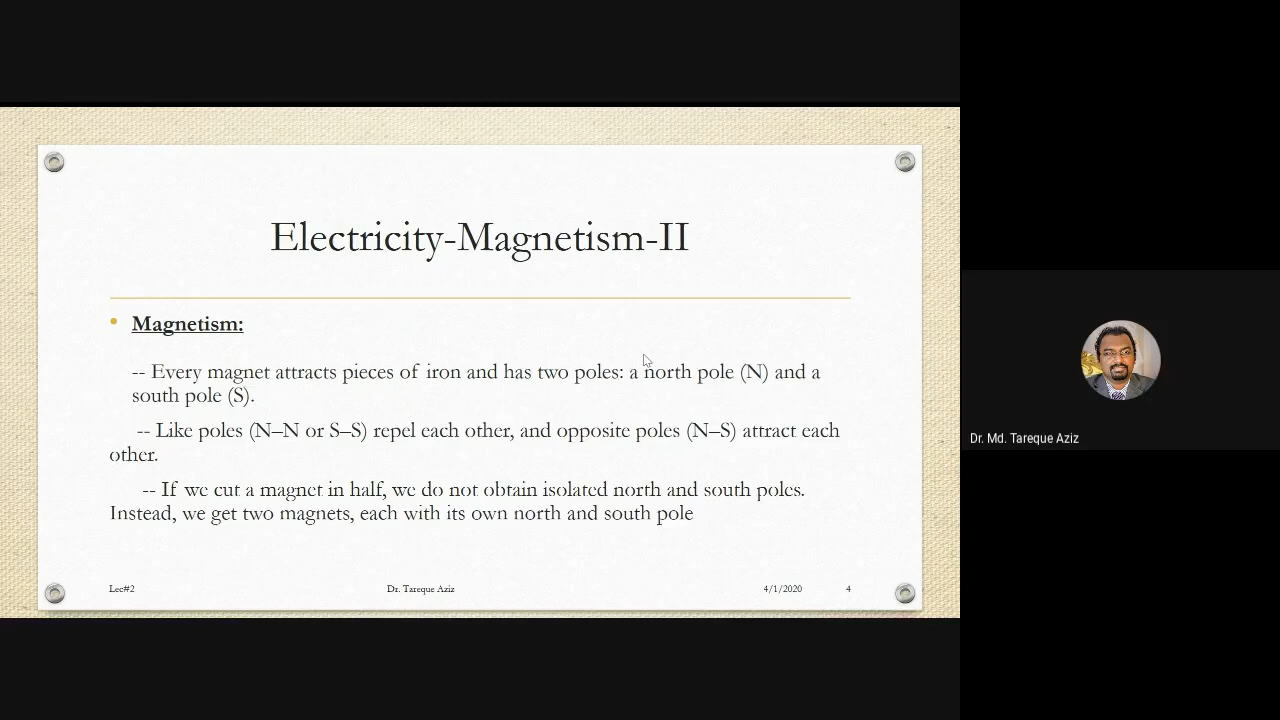 Electricity-Magnetism-II
• Magnetism:
-- Every magnet attracts pieces of iron and has two poles: a north pole (N) and a
south pole (S).
-- Like poles (N–N or S–S) repel each other, and opposite poles (N–S) attract each
other.
-- If we cut a magnet in half, we do not obtain isolated north and south poles.
Instead, we get two magnets, each with its own north and south pole
Lec#2 Dr. Tareque Aziz 4/1/2020 4
Dr. Md. Tareque Aziz